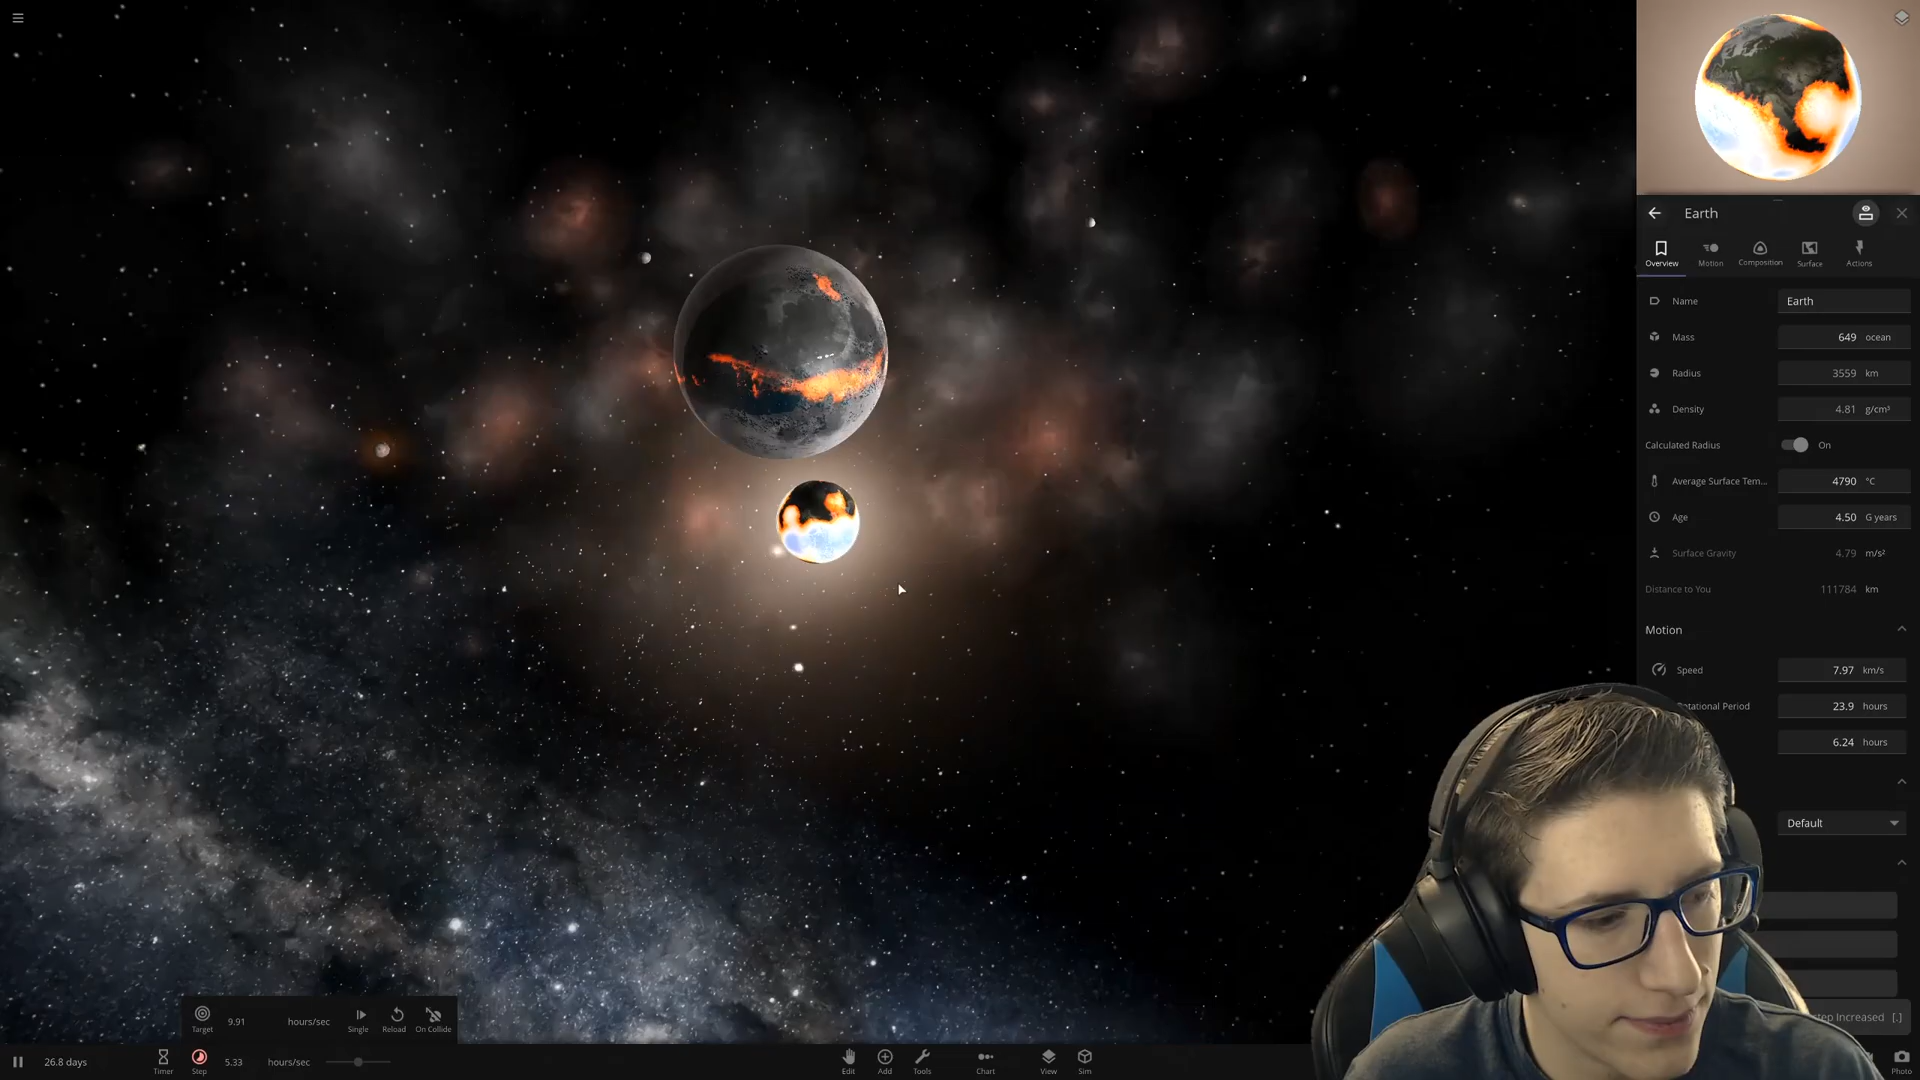 Earth
Overview
Motion
Composition
Surface
Actions
Name Earth
Mass 649 ocean
Radius 3559 km
Density 4.81 g/cm³
Calculated Radius On
Average Surface Tem... 4790 °C
Age 4.50 G years
Surface Gravity 4.79 m/s²
Distance to You 111784 km
Motion
Speed 7.97 km/s
Rotational Period 23.9 hours
6.24 hours
Default
Increased [.]
Target 9.91 hours/sec Single Reload On Collide
26.8 days Timer Step 5.33 hours/sec Edit Add Tools Chart View Sim Photo